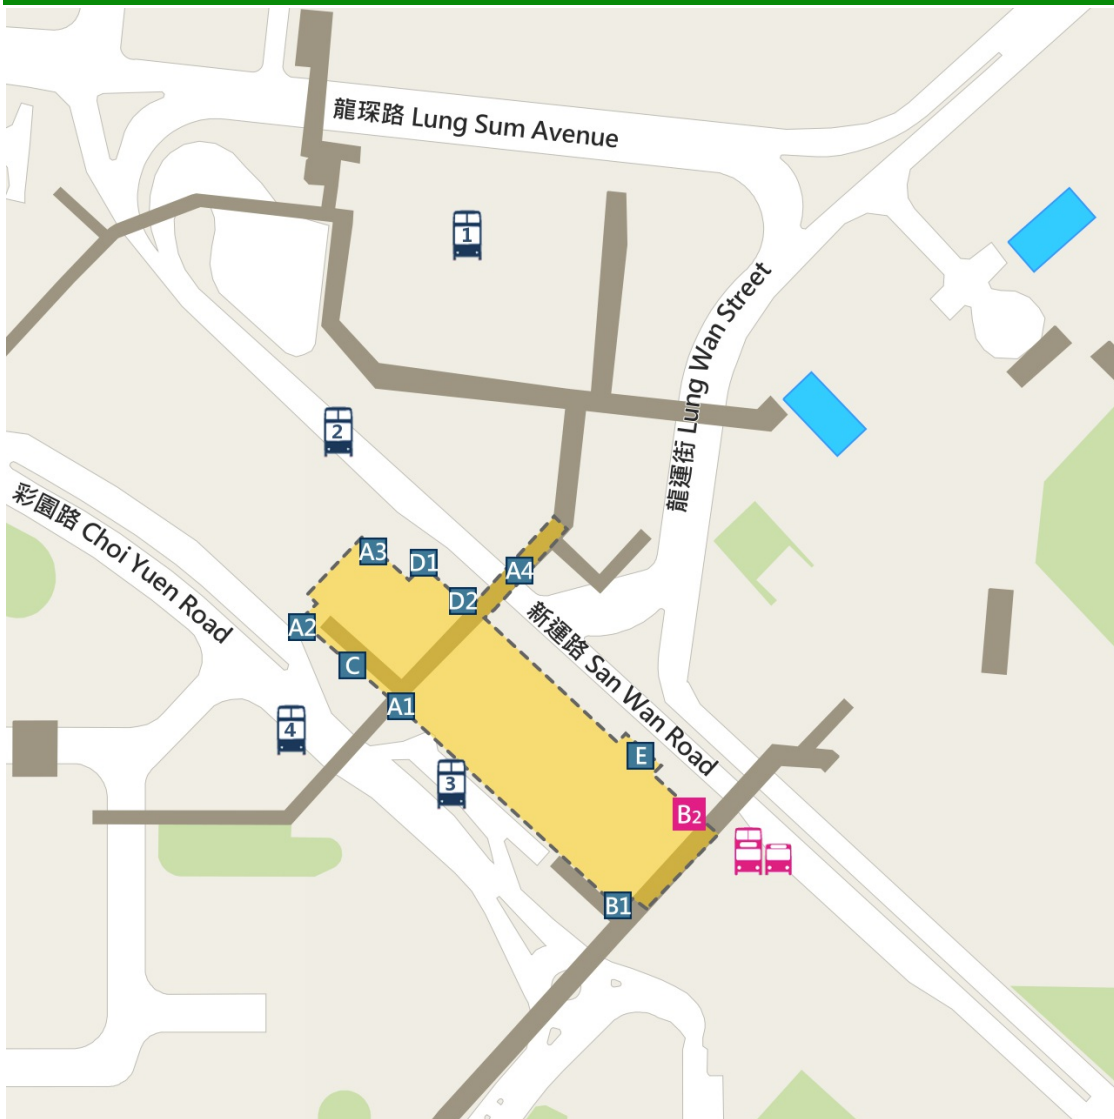 龍琛路 Lung Sum Avenue
1
龍運街 Lung Wan Street
2
彩園路 Choi Yuen Road
A3
D1
A4
D2
A2
新運路 San Wan Road
C
A1
4
E
3
B2
B1